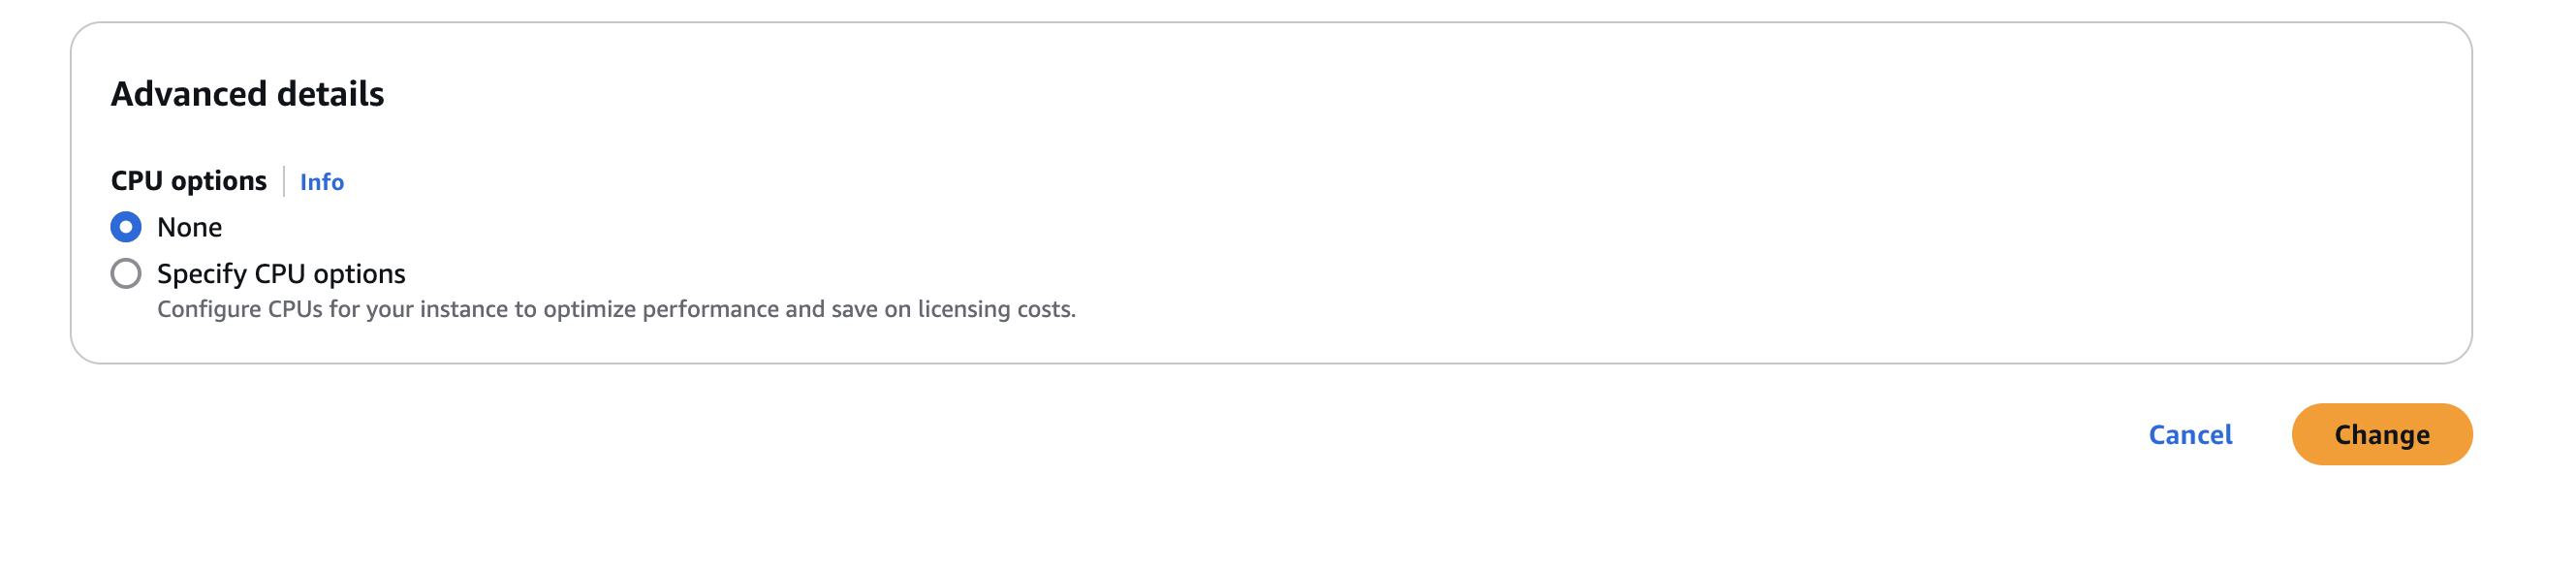 Advanced details
CPU options
Info
None
Specify CPU options
Configure CPUs for your instance to optimize performance and save on licensing costs.
Cancel
Change